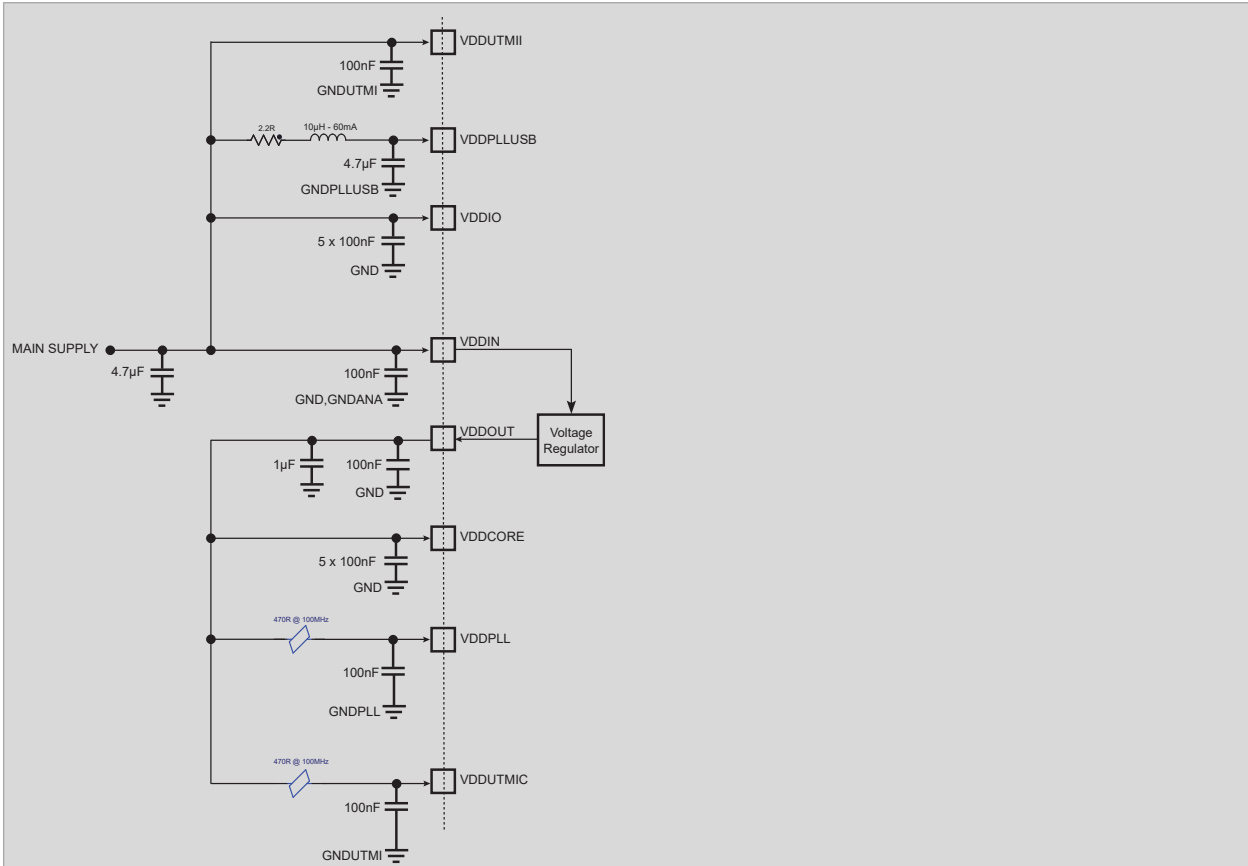 VDDUTMII
100nF
GNDUTMI
2.2R
10µH - 60mA
VDDPLLUSB
4.7µF
GNDPLLUSB
VDDIO
5 x 100nF
GND
MAIN SUPPLY
VDDIN
4.7µF
100nF
GND,GNDANA
VDDOUT
Voltage
Regulator
1µF
100nF
GND
VDDCORE
5 x 100nF
GND
470R @ 100MHz
VDDPLL
100nF
GNDPLL
470R @ 100MHz
VDDUTMIC
100nF
GNDUTMI